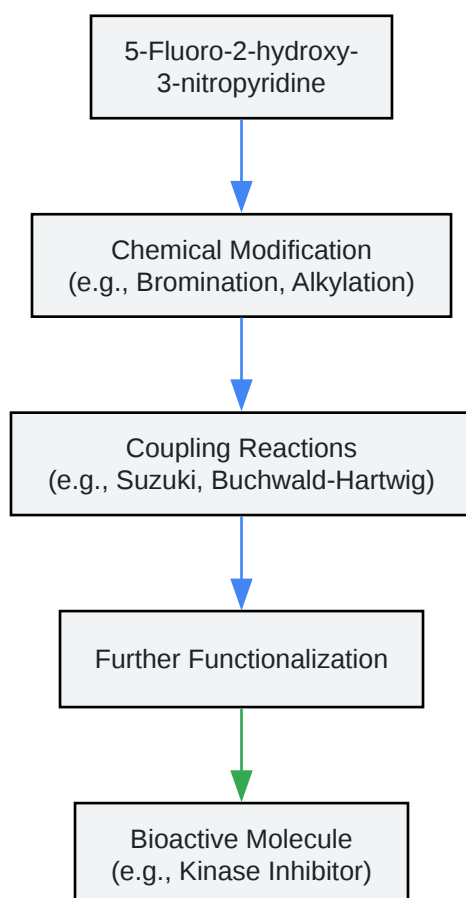 5-Fluoro-2-hydroxy-
3-nitropyridine
Chemical Modification
(e.g., Bromination, Alkylation)
Coupling Reactions
(e.g., Suzuki, Buchwald-Hartwig)
Further Functionalization
Bioactive Molecule
(e.g., Kinase Inhibitor)